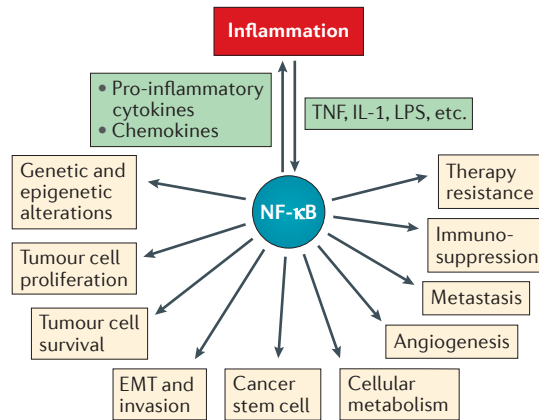 Inflammation
• Pro-inflammatory
cytokines
• Chemokines
TNF, IL-1, LPS, etc.
Genetic and
epigenetic
alterations
NF-κB
Therapy
resistance
Tumour cell
proliferation
Immuno-
suppression
Tumour cell
survival
Metastasis
Angiogenesis
EMT and
invasion
Cancer
stem cell
Cellular
metabolism